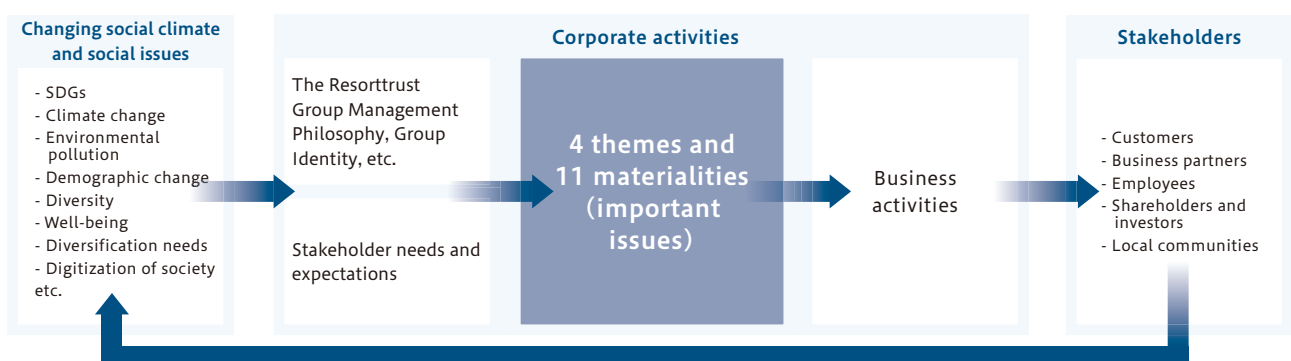 Changing social climate
and social issues
- SDGs
- Climate change
- Environmental
pollution
- Demographic change
- Diversity
- Well-being
- Diversification needs
- Digitization of society
etc.
Corporate activities
The Resorttrust
Group Management
Philosophy, Group
Identity, etc.
Stakeholder needs and
expectations
4 themes and
11 materialities
(important
issues)
Business
activities
Stakeholders
- Customers
- Business partners
- Employees
- Shareholders and
investors
- Local communities